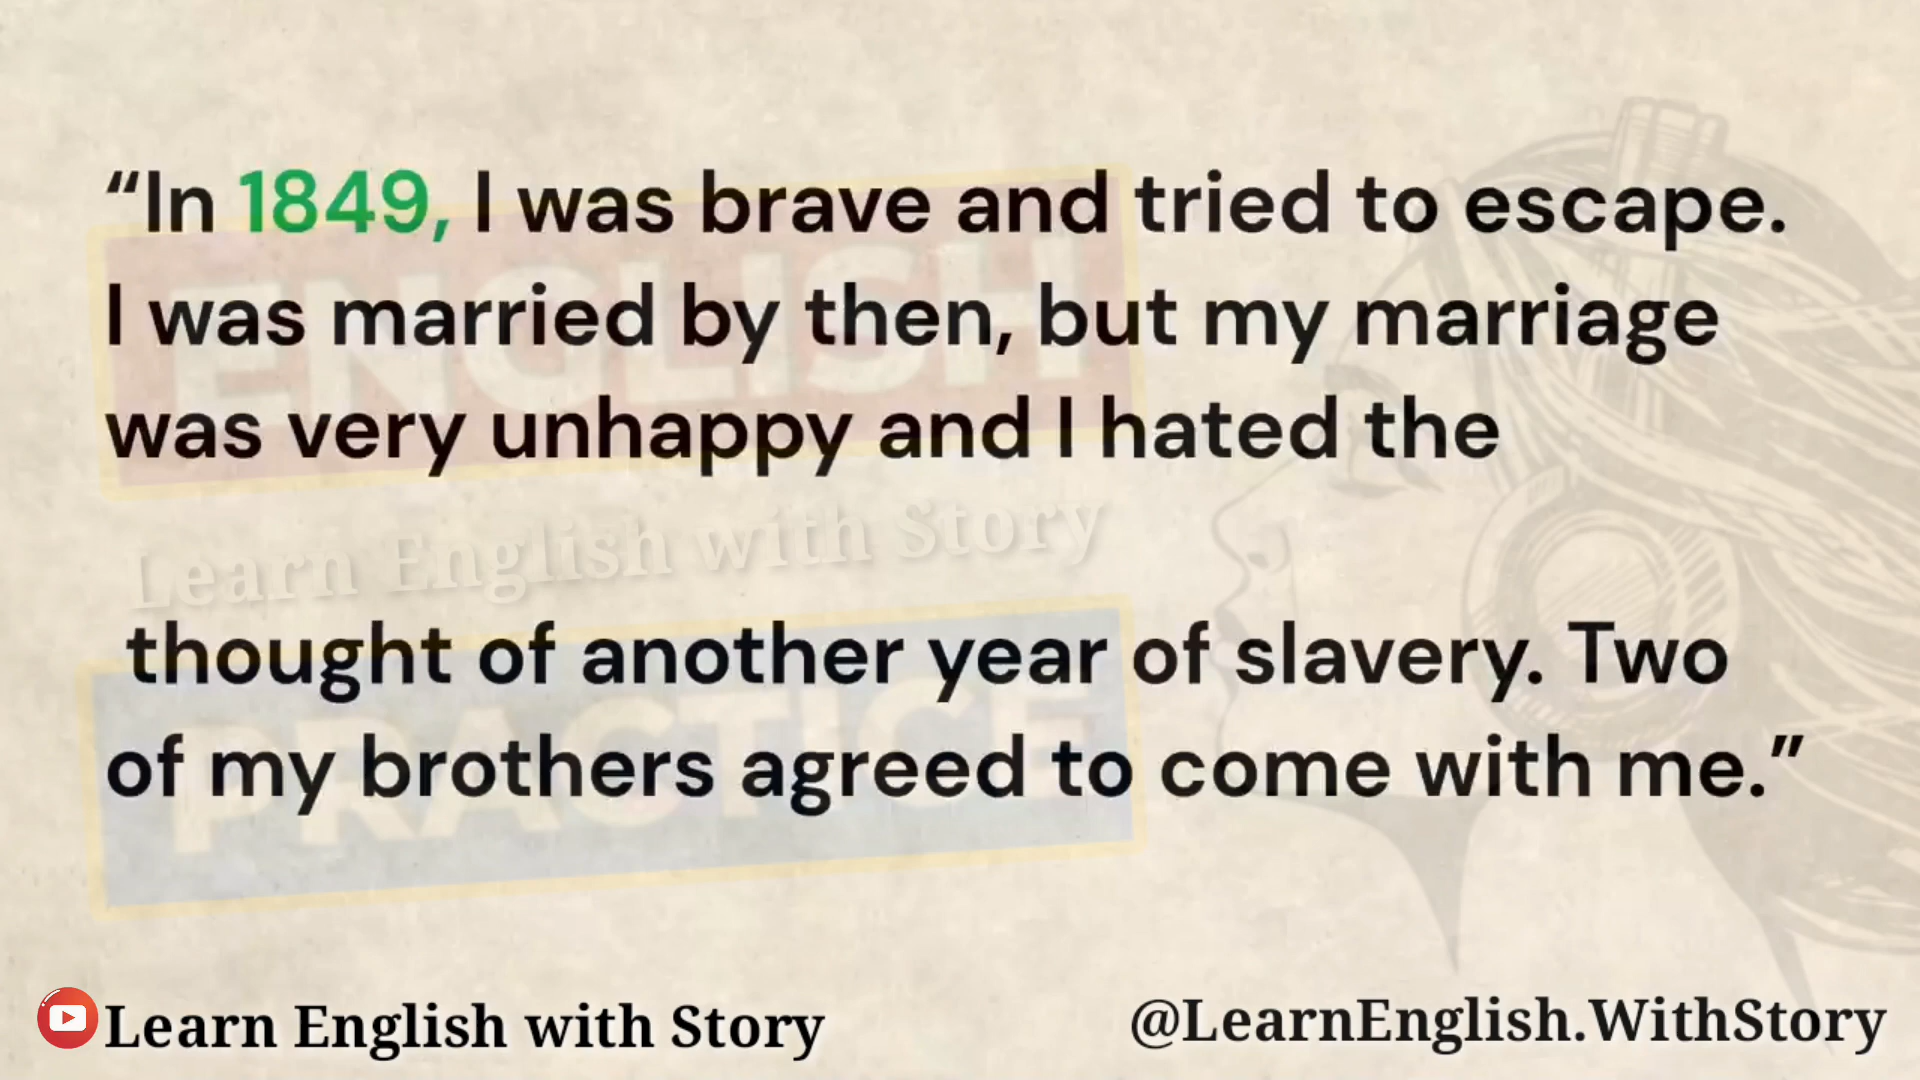 “In 1849, I was brave and tried to escape.
I was married by then, but my marriage
was very unhappy and I hated the
ENGLISH
Learn English with Story
thought of another year of slavery. Two
of my brothers agreed to come with me.”
PRACTICE
Learn English with Story
@LearnEnglish.WithStory